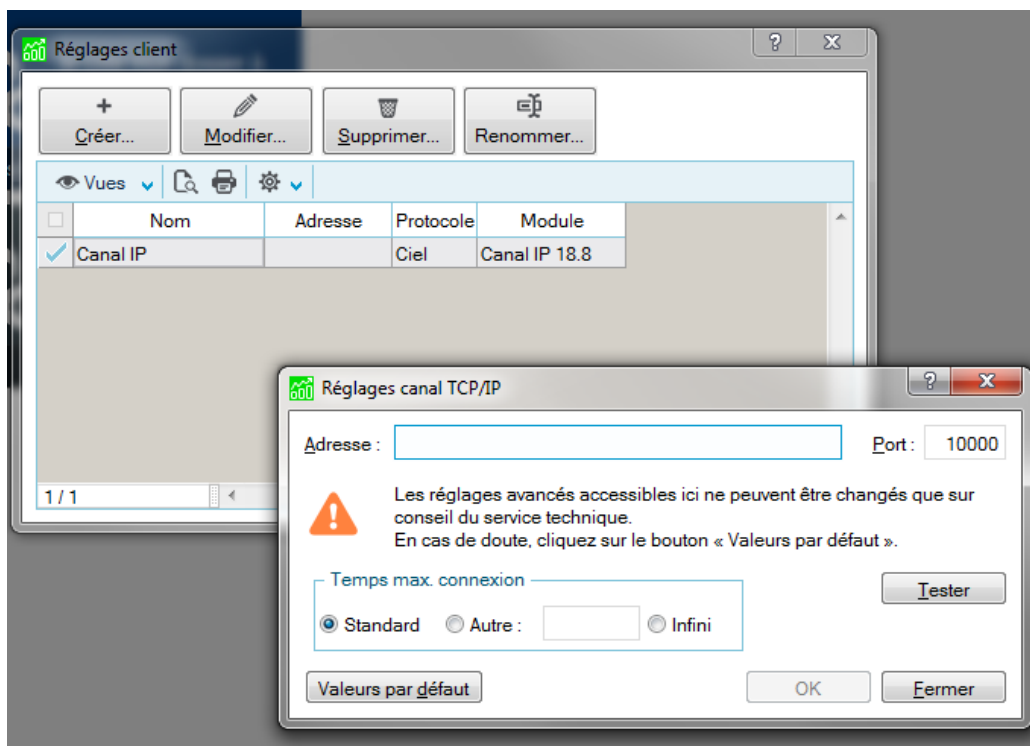 Réglages client
Créer...
Modifier...
Supprimer...
Renommer...
Vues
Nom Adresse Protocole Module
Canal IP Ciel Canal IP 18.8
1 / 1
Réglages canal TCP/IP
Adresse : Port : 10000
Les réglages avancés accessibles ici ne peuvent être changés que sur
conseil du service technique.
En cas de doute, cliquez sur le bouton « Valeurs par défaut ».
Temps max. connexion
Tester
Standard Autre : Infini
Valeurs par défaut OK Fermer